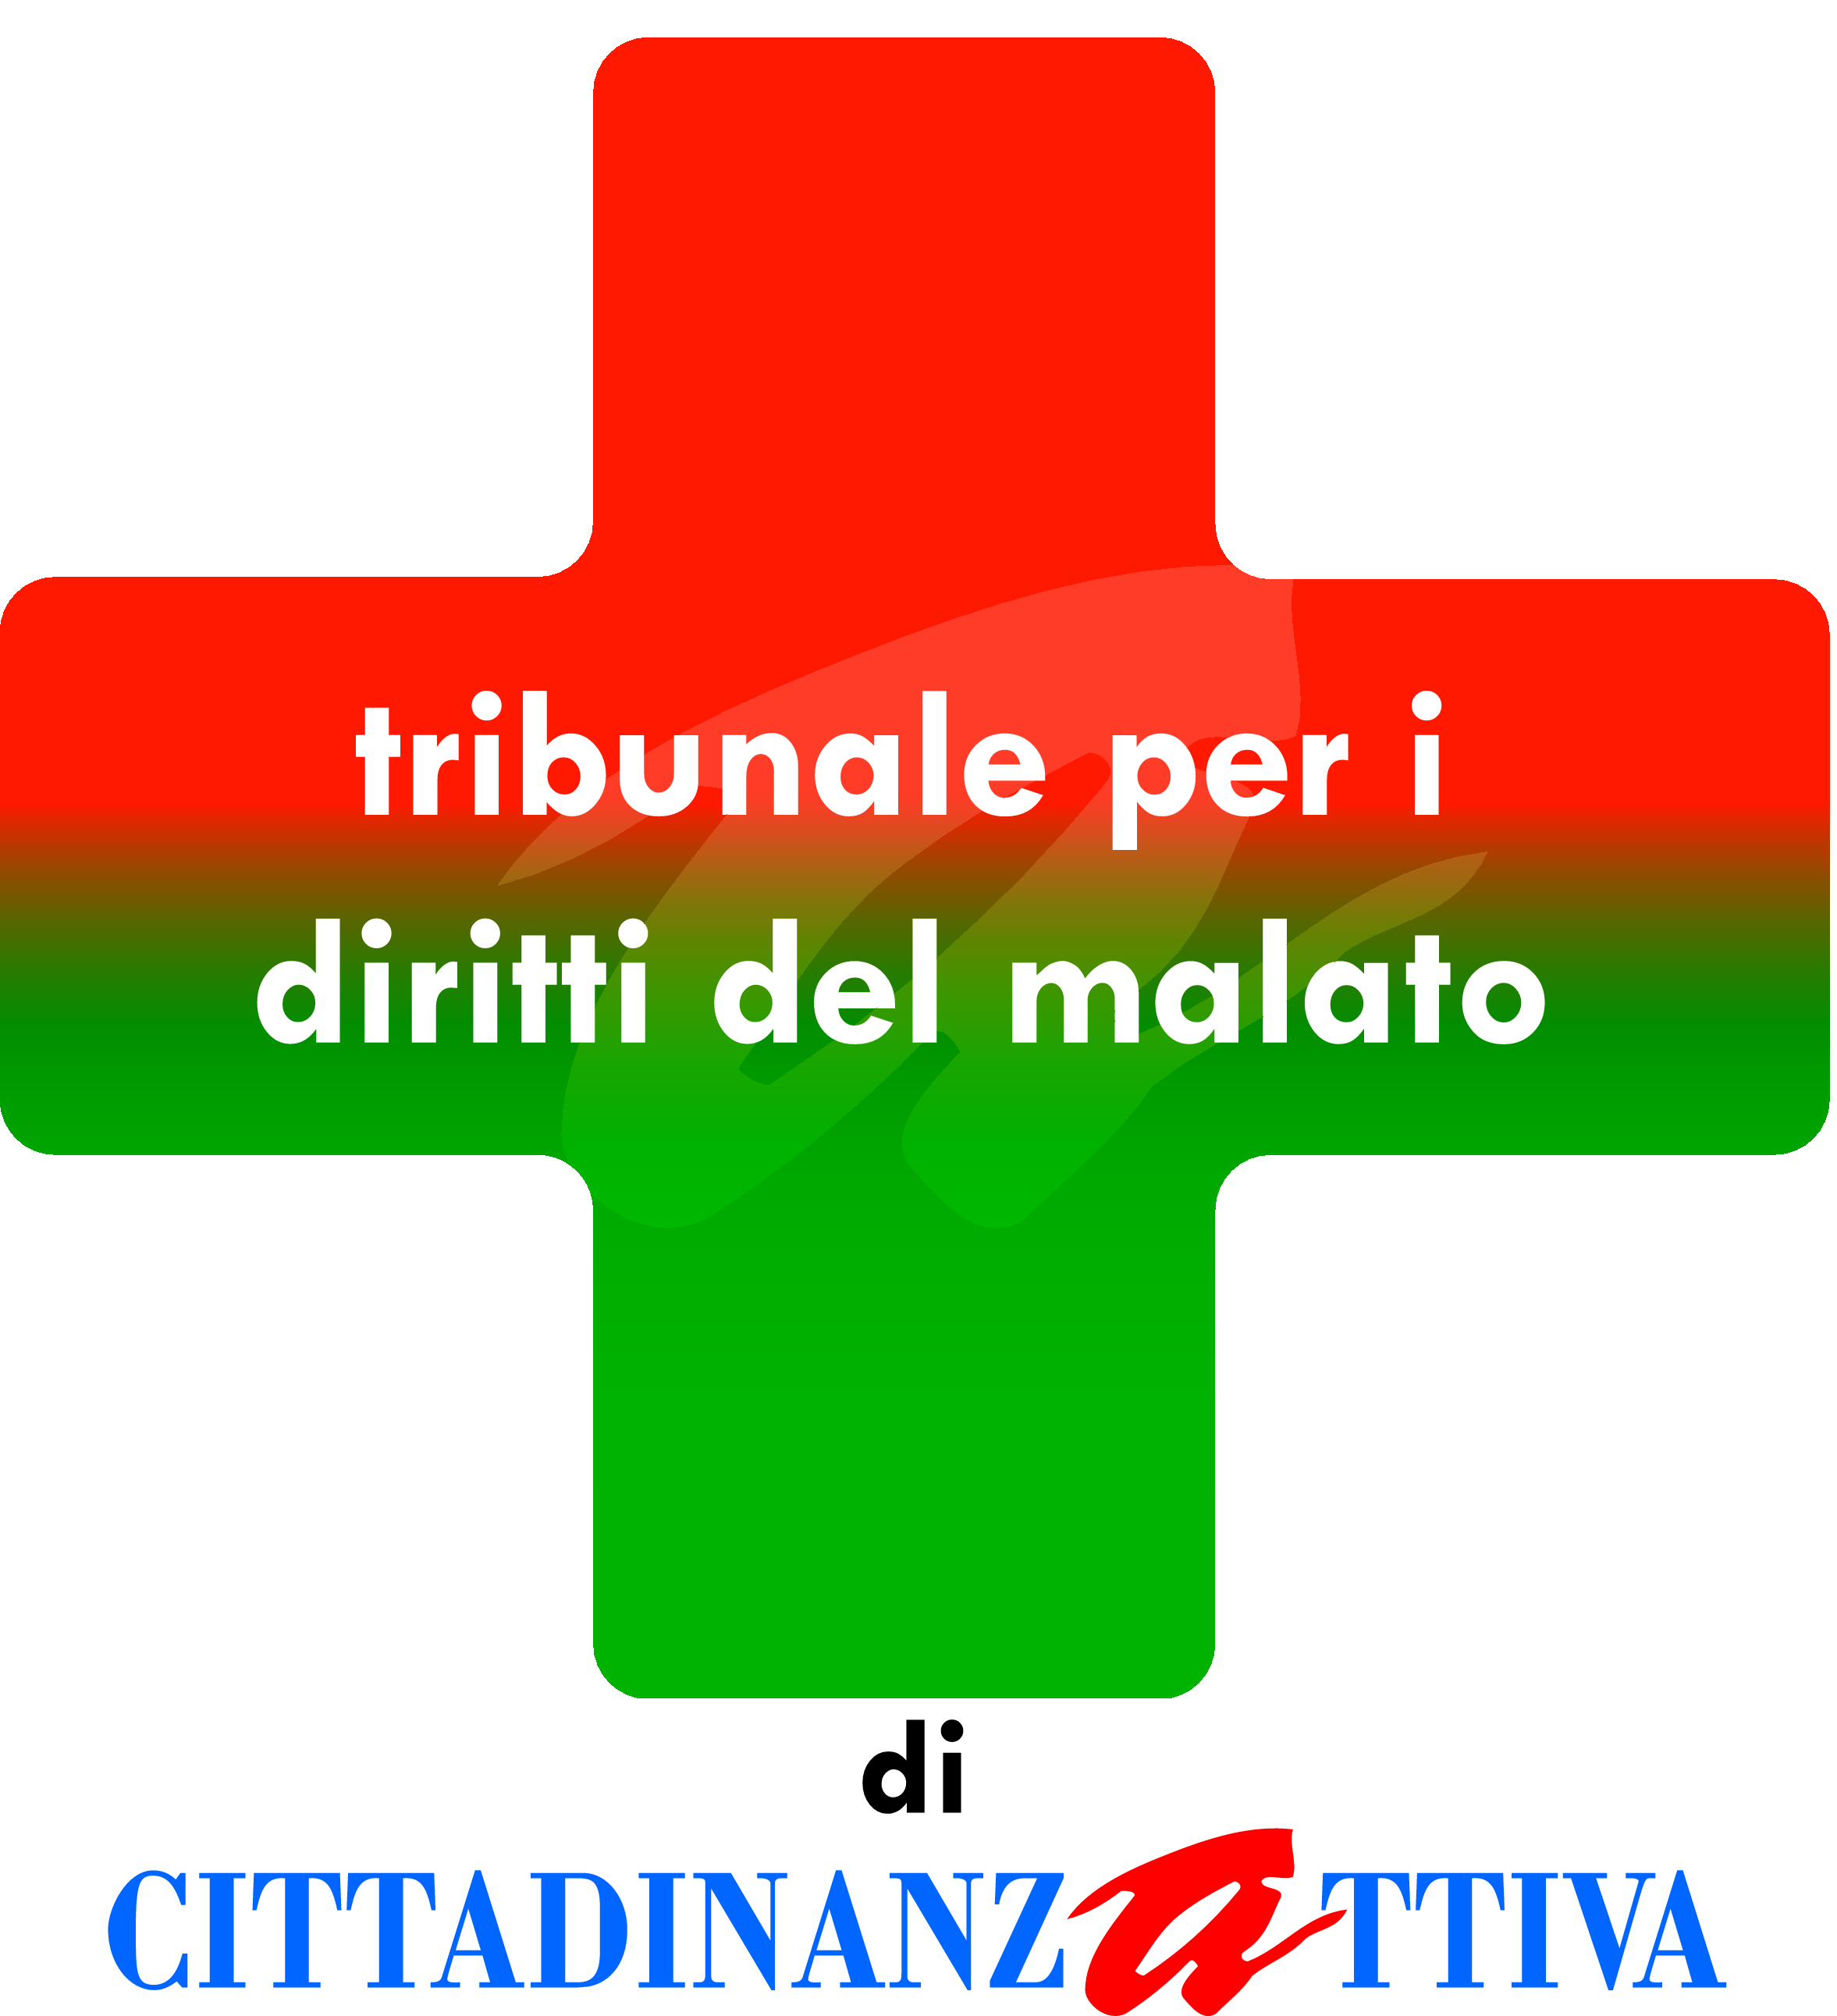 tribunale per i
diritti del malato
di
CITTADINANZaTTIVA